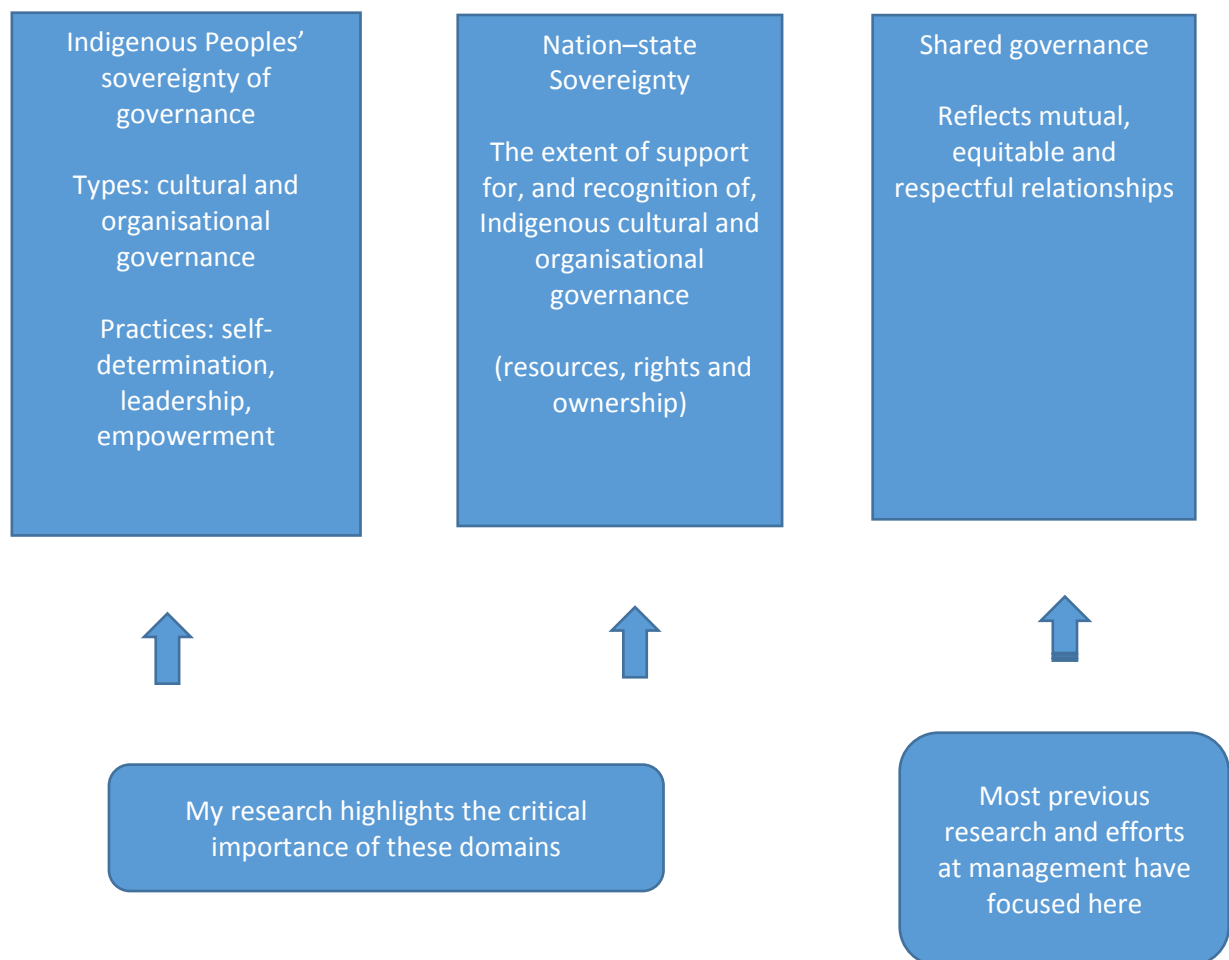 Indigenous Peoples'
sovereignty of
governance
Types: cultural and
organisational
governance
Practices: self-
determination,
leadership,
empowerment
Nation–state
Sovereignty
The extent of support
for, and recognition of,
Indigenous cultural and
organisational
governance
(resources, rights and
ownership)
Shared governance
Reflects mutual,
equitable and
respectful relationships
My research highlights the critical
importance of these domains
Most previous
research and efforts
at management have
focused here